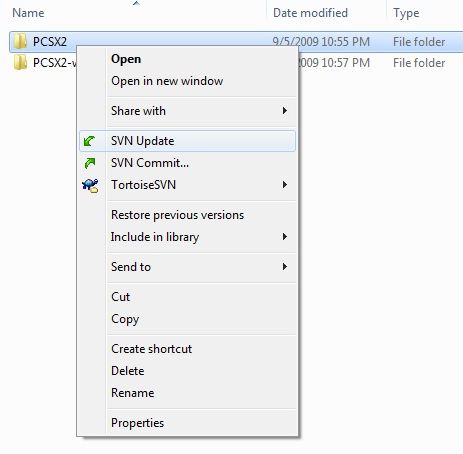 Name Date modified Type
PCSX2 9/5/2009 10:55 PM File folder
PCSX2-w /2009 10:57 PM File folder
Open
Open in new window
Share with
SVN Update
SVN Commit...
TortoiseSVN
Restore previous versions
Include in library
Send to
Cut
Copy
Create shortcut
Delete
Rename
Properties